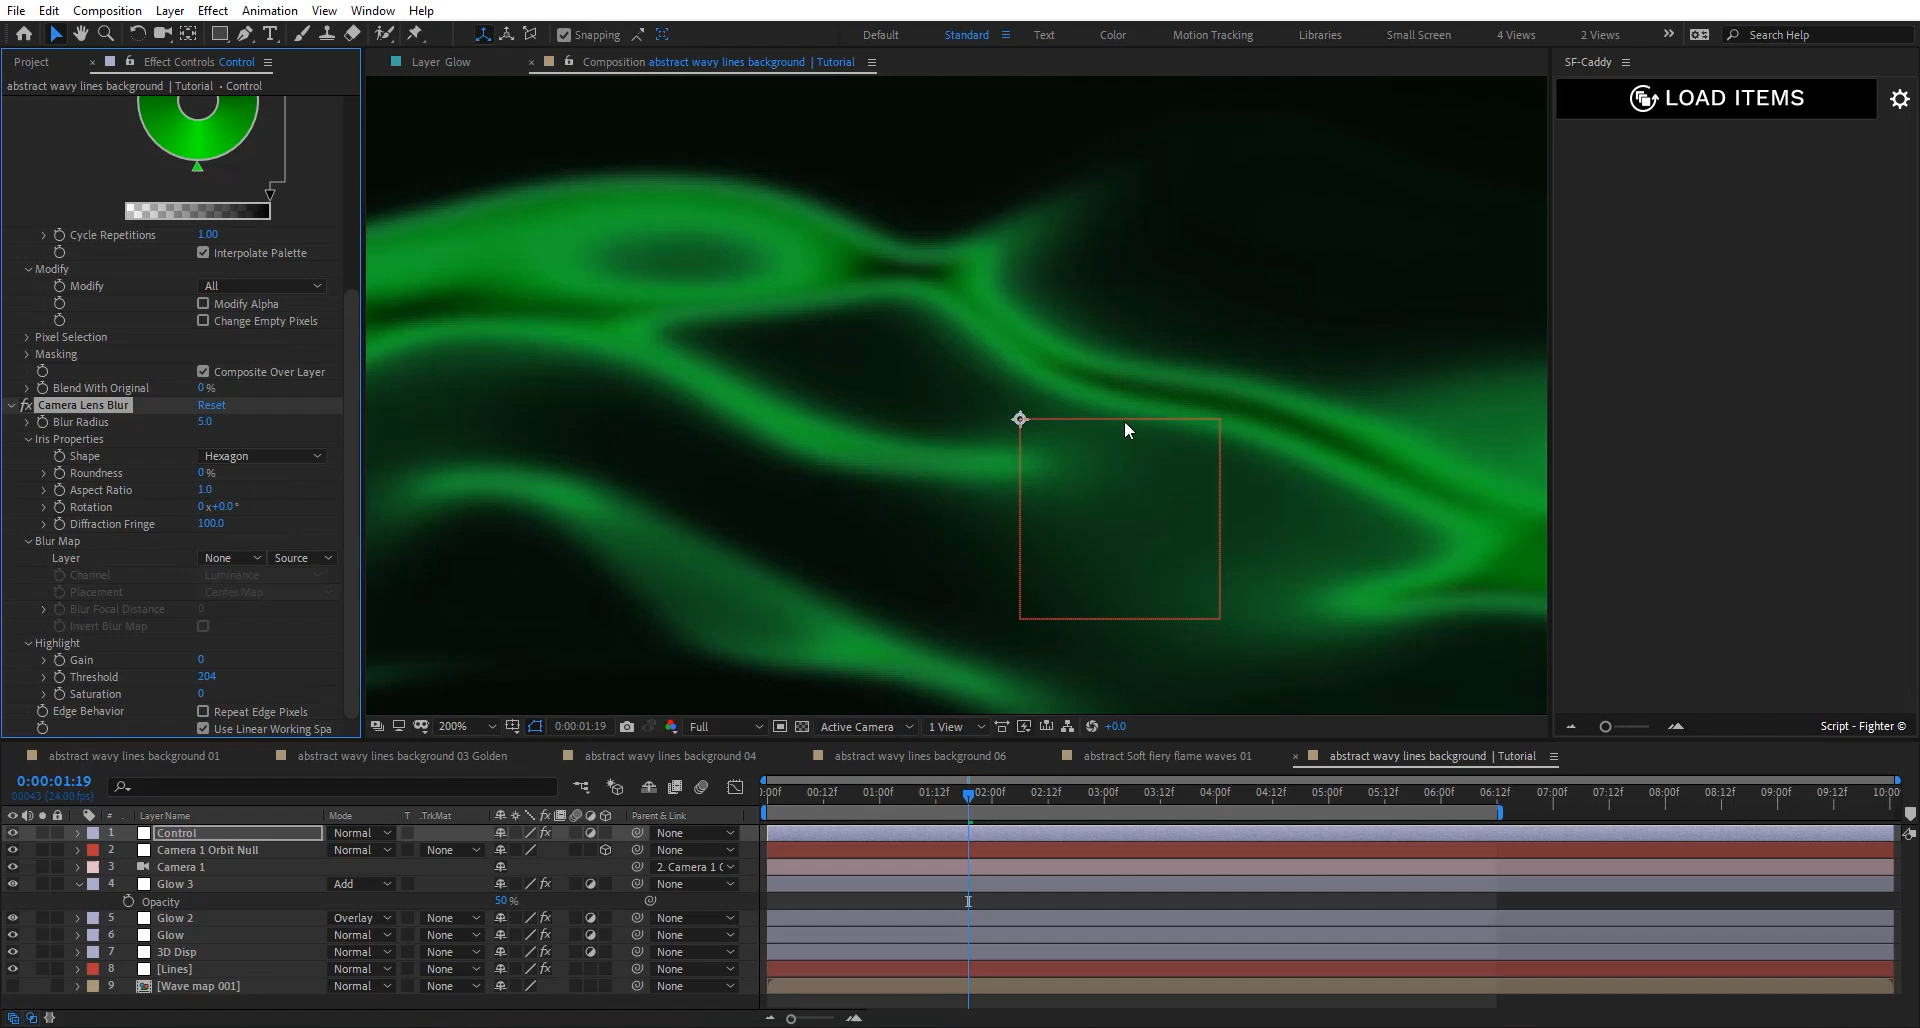 File Edit Composition Layer Effect Animation View Window Help
Snapping
Default Standard Text Color Motion Tracking Libraries Small Screen 4 Views 2 Views Search Help
Project Effect Controls Control
abstract wavy lines background | Tutorial • Control
Layer Glow
Composition abstract wavy lines background | Tutorial
SF-Caddy
LOAD ITEMS
Cycle Repetitions 1.00
Interpolate Palette
Modify
Modify All
Modify Alpha
Change Empty Pixels
Pixel Selection
Masking
Composite Over Layer
Blend With Original 0 %
fx Camera Lens Blur Reset
Blur Radius 5.0
Iris Properties
Shape Hexagon
Roundness 0 %
Aspect Ratio 1.0
Rotation 0x+0.0°
Diffraction Fringe 100.0
Blur Map
Layer None Source
Channel Luminance
Placement Center Map
Blur Focal Distance 0
Invert Blur Map
Highlight
Gain 0
Threshold 204
Saturation 0
Edge Behavior Repeat Edge Pixels
Use Linear Working Spa
200% 0:00:01:19 Full Active Camera 1 View +0.0
Script - Fighter ©
abstract wavy lines background 01 abstract wavy lines background 03 Golden abstract wavy lines background 04 abstract wavy lines background 06 abstract Soft fiery flame waves 01 abstract wavy lines background | Tutorial
0:00:01:19
00043 (24.00 fps)
:00f 00:12f 01:00f 01:12f 02:00f 02:12f 03:00f 03:12f 04:00f 04:12f 05:00f 05:12f 06:00f 06:12f 07:00f 07:12f 08:00f 08:12f 09:00f 09:12f 10:00f
# Layer Name Mode T .TrkMat fx Parent & Link
1 Control Normal None
2 Camera 1 Orbit Null Normal None None
3 Camera 1 2. Camera 1 O
4 Glow 3 Add fx None
Opacity 50 %
5 Glow 2 Overlay None fx None
6 Glow Normal None fx None
7 3D Disp Normal None fx None
8 [Lines] Normal None fx None
9 [Wave map 001] Normal None None